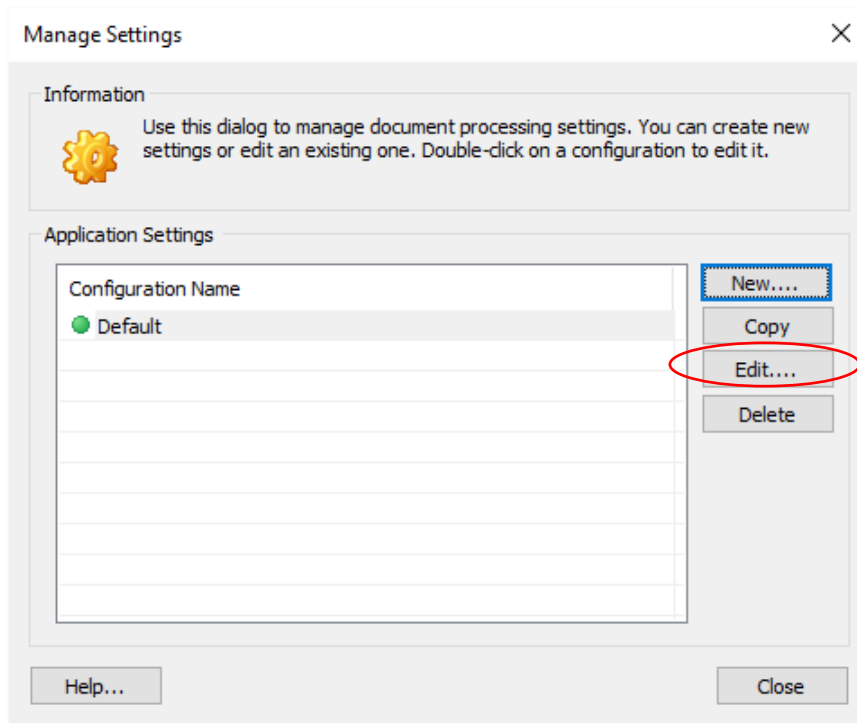 Manage Settings
Information
Use this dialog to manage document processing settings. You can create new
settings or edit an existing one. Double-click on a configuration to edit it.
Application Settings
Configuration Name
Default
New....
Copy
Edit....
Delete
Help...
Close